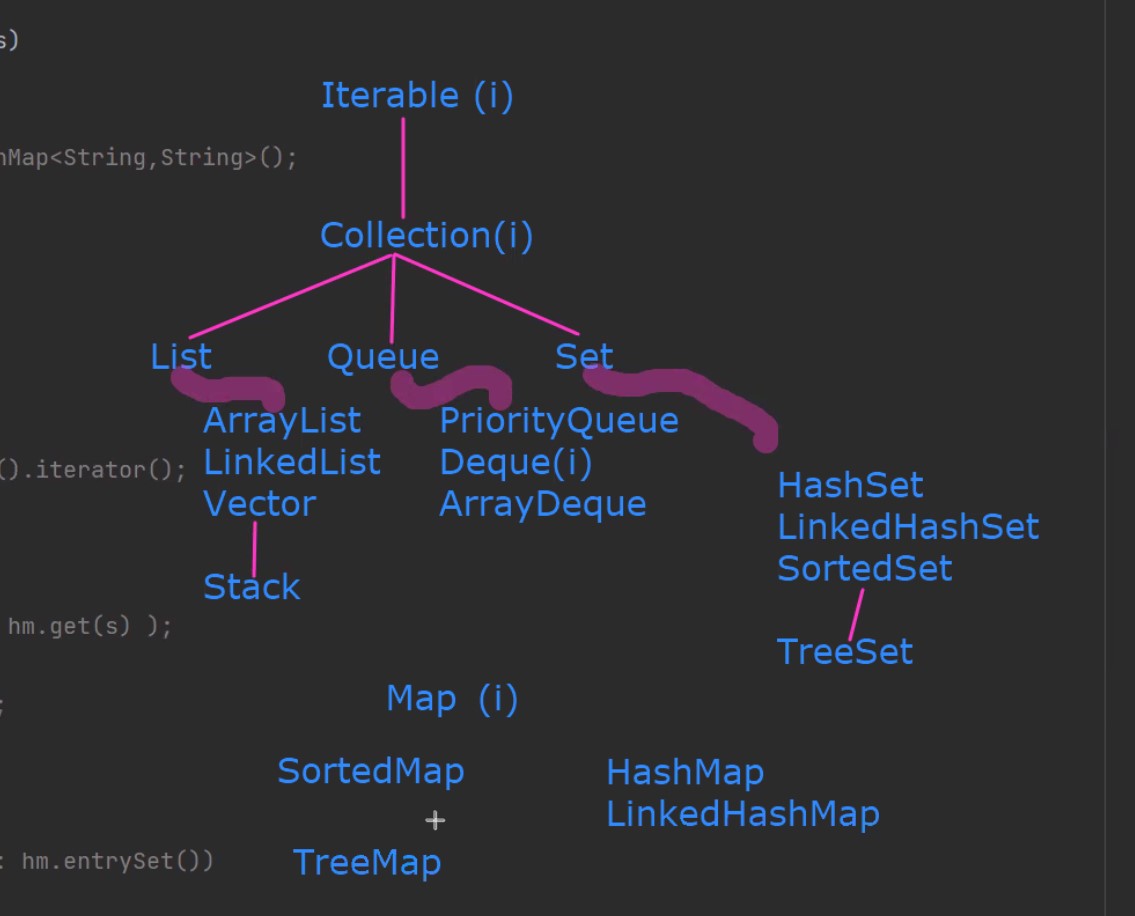 s)
Iterable (i)
Map<String,String>();
Collection(i)
List Queue Set
ArrayList PriorityQueue
().iterator(); LinkedList Deque(i)
HashSet
Vector ArrayDeque
LinkedHashSet
SortedSet
Stack
hm.get(s) );
TreeSet
;
Map (i)
SortedMap HashMap
LinkedHashMap
: hm.entrySet()) TreeMap